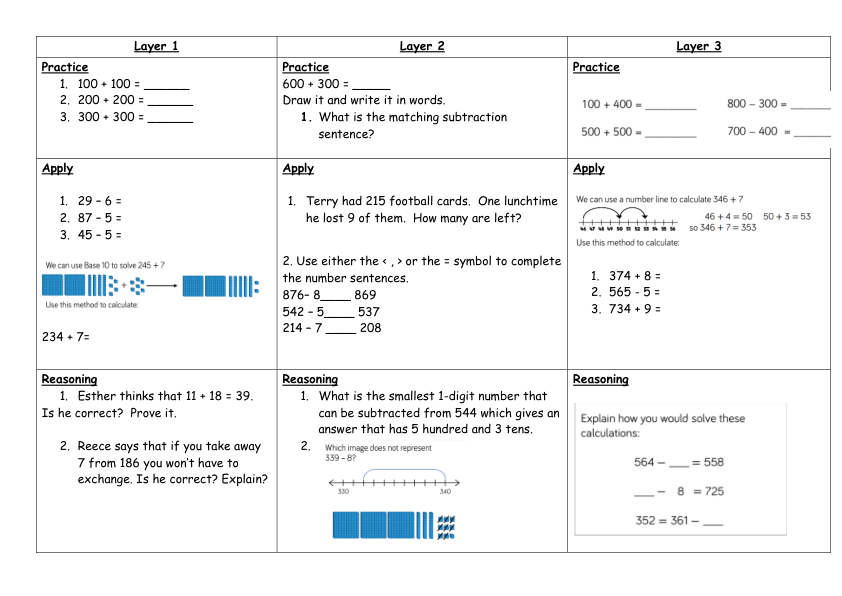 Layer 1
Layer 2
Layer 3
Practice
1. 100 + 100 = ______
2. 200 + 200 = ______
3. 300 + 300 = ______
Practice
600 + 300 = _____
Draw it and write it in words.
1. What is the matching subtraction
sentence?
Practice
100 + 400 = ________
800 – 300 = ________
500 + 500 = ________
700 – 400 = ________
Apply
1. 29 – 6 =
2. 87 – 5 =
3. 45 – 5 =
We can use Base 10 to solve 245 + 7
+
Use this method to calculate:
234 + 7=
Apply
1. Terry had 215 football cards. One lunchtime
he lost 9 of them. How many are left?
2. Use either the < , > or the = symbol to complete
the number sentences.
876– 8____ 869
542 – 5____ 537
214 – 7 ____ 208
Apply
We can use a number line to calculate 346 + 7
46 + 4 = 50 50 + 3 = 53
46 47 48 49 50 51 52 53 54 55 56
so 346 + 7 = 353
Use this method to calculate:
1. 374 + 8 =
2. 565 - 5 =
3. 734 + 9 =
Reasoning
1. Esther thinks that 11 + 18 = 39.
Is he correct? Prove it.
2. Reece says that if you take away
7 from 186 you won’t have to
exchange. Is he correct? Explain?
Reasoning
1. What is the smallest 1-digit number that
can be subtracted from 544 which gives an
answer that has 5 hundred and 3 tens.
2. Which image does not represent
339 – 8?
330 340
Reasoning
Explain how you would solve these
calculations:
564 – ___ = 558
___ – 8 = 725
352 = 361 – ___